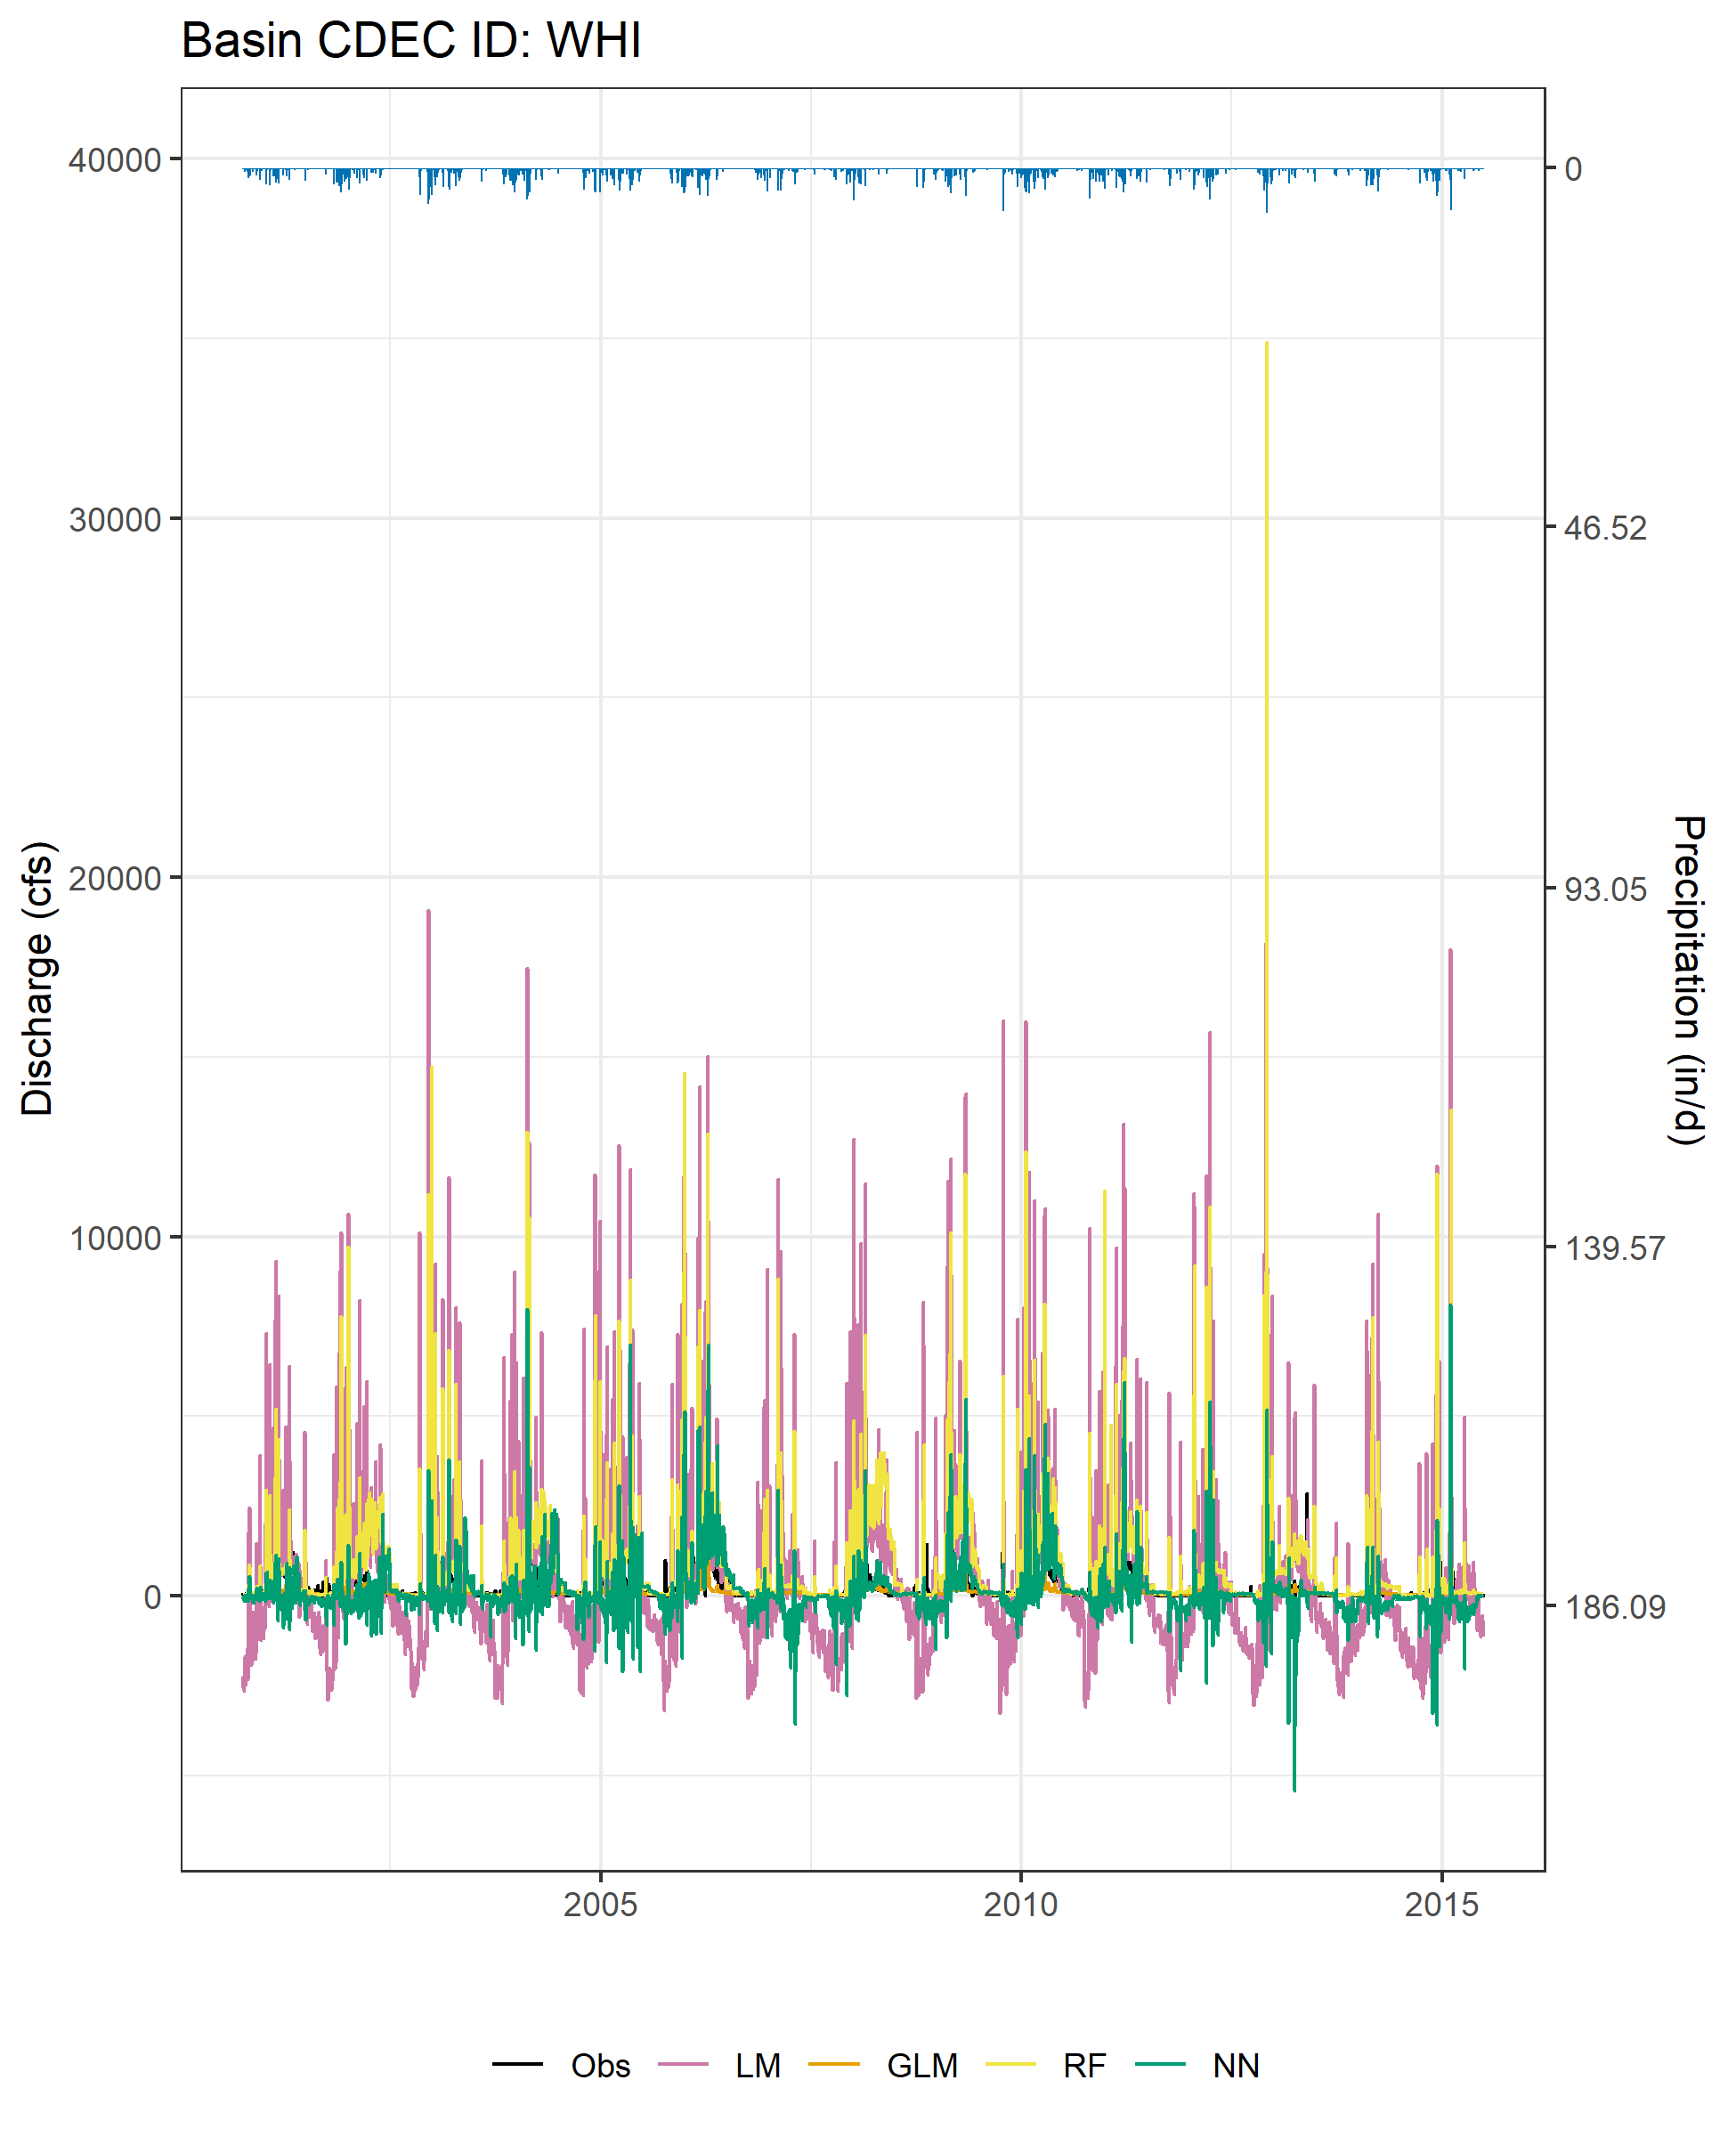 Basin CDEC ID: WHI
40000
30000
20000
10000
0
Discharge (cfs)
0
46.52
93.05
139.57
186.09
Precipitation (in/d)
2005 2010 2015
Obs LM GLM RF NN